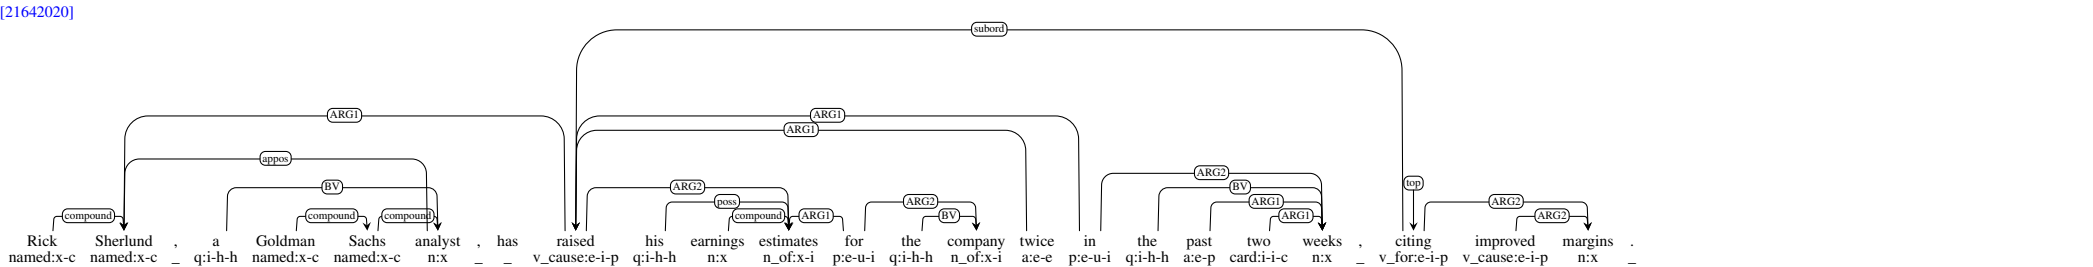 [21642020]
subord
ARG1 ARG1
ARG1
appos
ARG2
top
BV ARG2 BV
poss ARG2 ARG1 ARG2
compound compound compound compound ARG1 BV ARG1 ARG2
Rick Sherlund , a Goldman Sachs analyst , has raised his earnings estimates for the company twice in the past two weeks , citing improved margins .
named:x-c named:x-c _ q:i-h-h named:x-c named:x-c n:x _ _ v_cause:e-i-p q:i-h-h n:x n_of:x-i p:e-u-i q:i-h-h n_of:x-i a:e-e p:e-u-i q:i-h-h a:e-p card:i-i-c n:x _ v_for:e-i-p v_cause:e-i-p n:x _